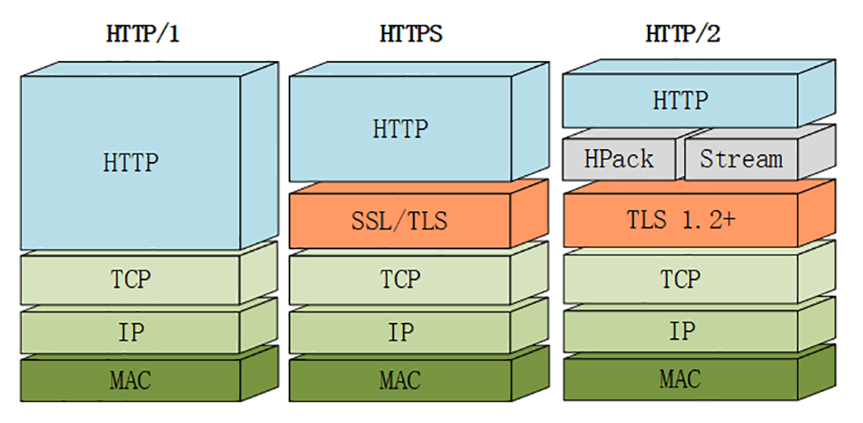 HTTP/1 HTTPS HTTP/2
HTTP
HTTP
HTTP
HPack Stream
SSL/TLS
TLS 1.2+
TCP TCP TCP
IP IP IP
MAC MAC MAC